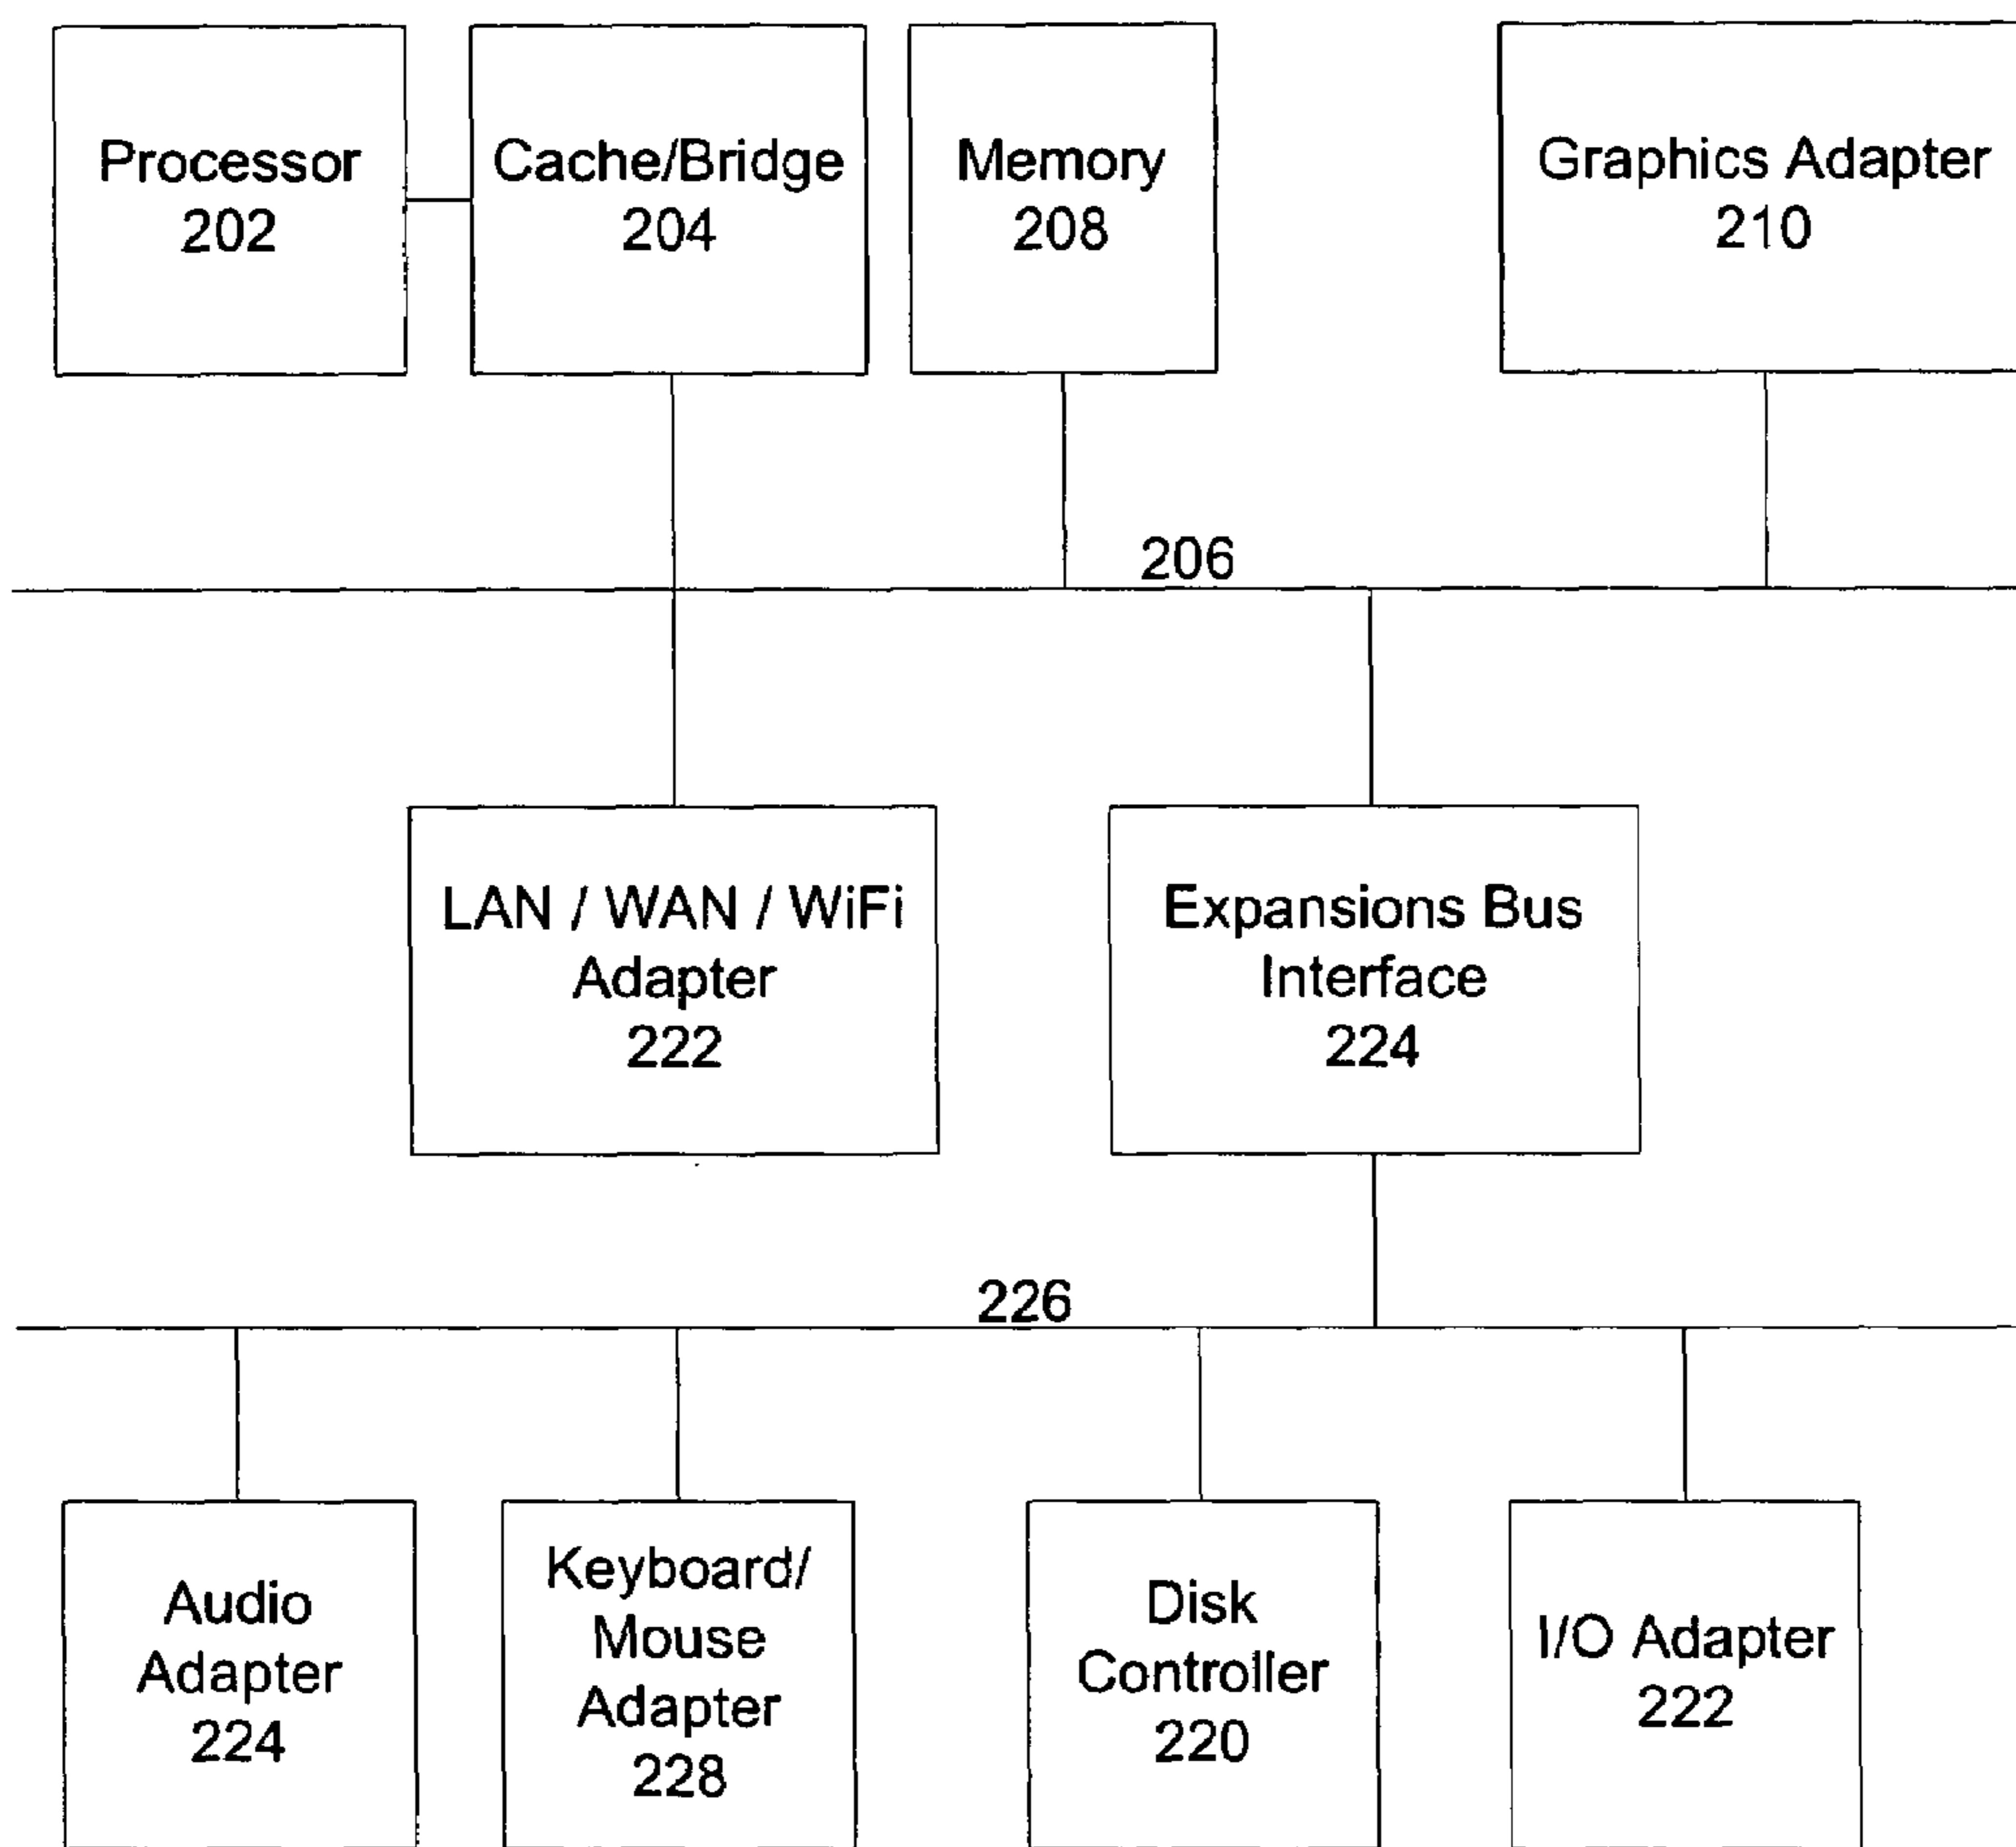 Processor
202
Cache/Bridge
204
Memory
208
Graphics Adapter
210
206
LAN / WAN / WiFi
Adapter
222
Expansions Bus
Interface
224
226
Audio
Adapter
224
Keyboard/
Mouse
Adapter
228
Disk
Controller
220
I/O Adapter
222